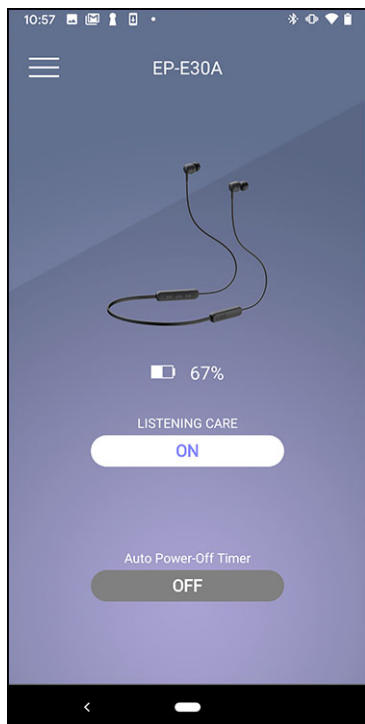 10:57
EP-E30A
67%
LISTENING CARE
ON
Auto Power-Off Timer
OFF